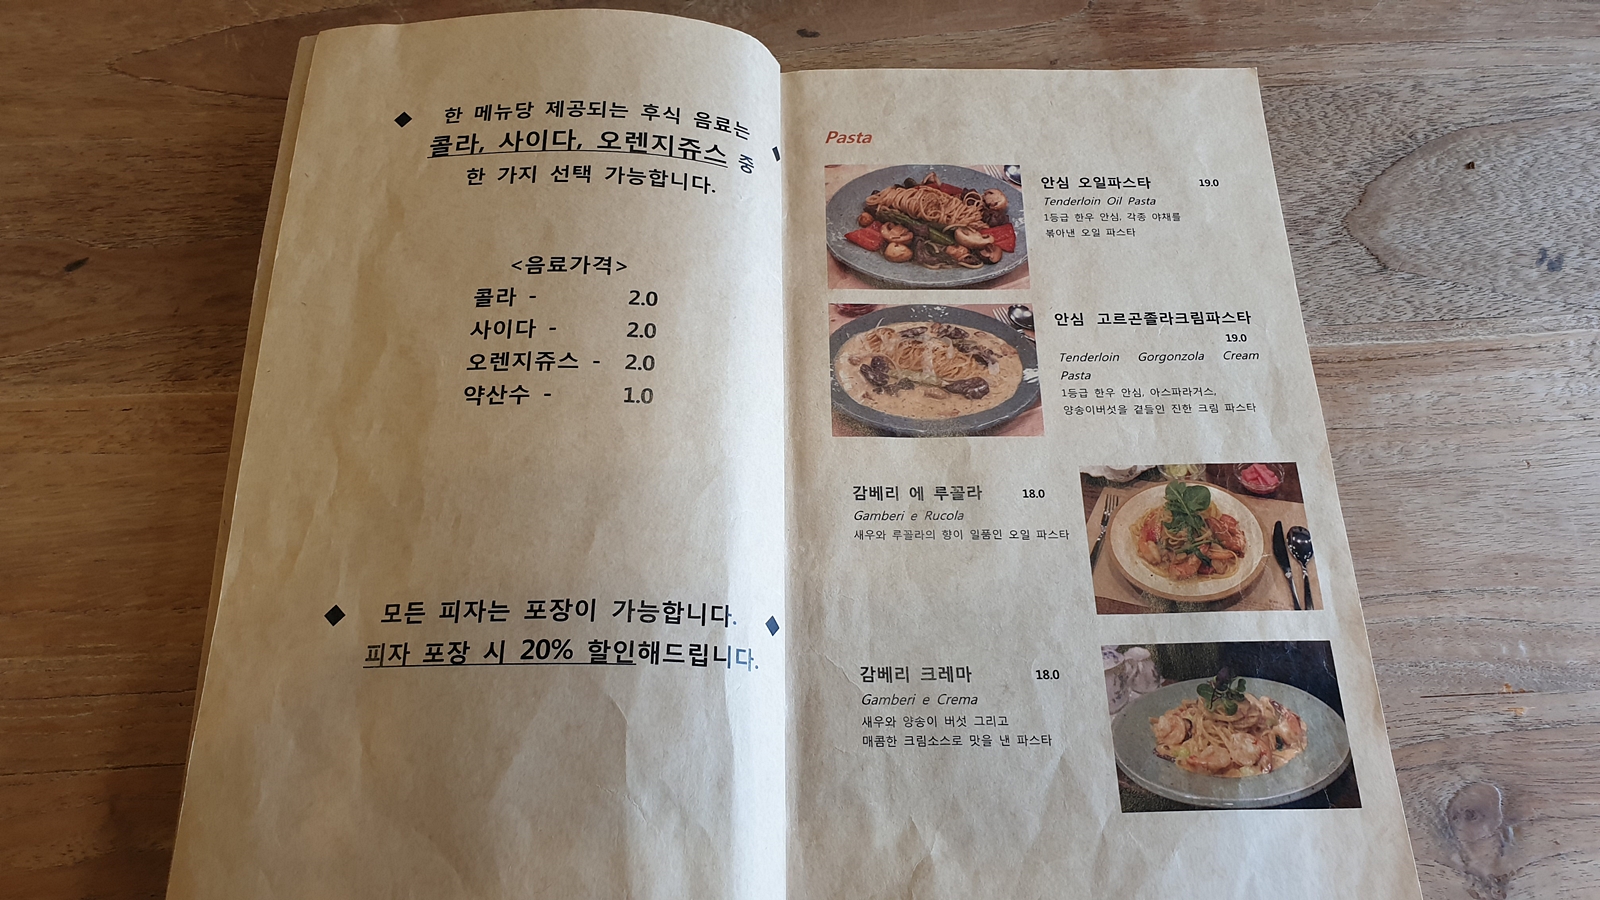 한 메뉴당 제공되는 후식 음료는
콜라, 사이다, 오렌지쥬스 중
한 가지 선택 가능합니다.
<음료가격>
콜라 - 2.0
사이다 - 2.0
오렌지쥬스 - 2.0
약산수 - 1.0
모든 피자는 포장이 가능합니다.
피자 포장 시 20% 할인해드립니다.
Pasta
안심 오일파스타 19.0
Tenderloin Oil Pasta
1등급 한우 안심, 각종 야채를
볶아낸 오일 파스타
안심 고르곤졸라크림파스타
19.0
Tenderloin Gorgonzola Cream
Pasta
1등급 한우 안심, 아스파라거스,
양송이버섯을 곁들인 진한 크림 파스타
감베리 에 루꼴라 18.0
Gamberi e Rucola
새우와 루꼴라의 향이 일품인 오일 파스타
감베리 크레마 18.0
Gamberi e Crema
새우와 양송이 버섯 그리고
매콤한 크림소스로 맛을 낸 파스타